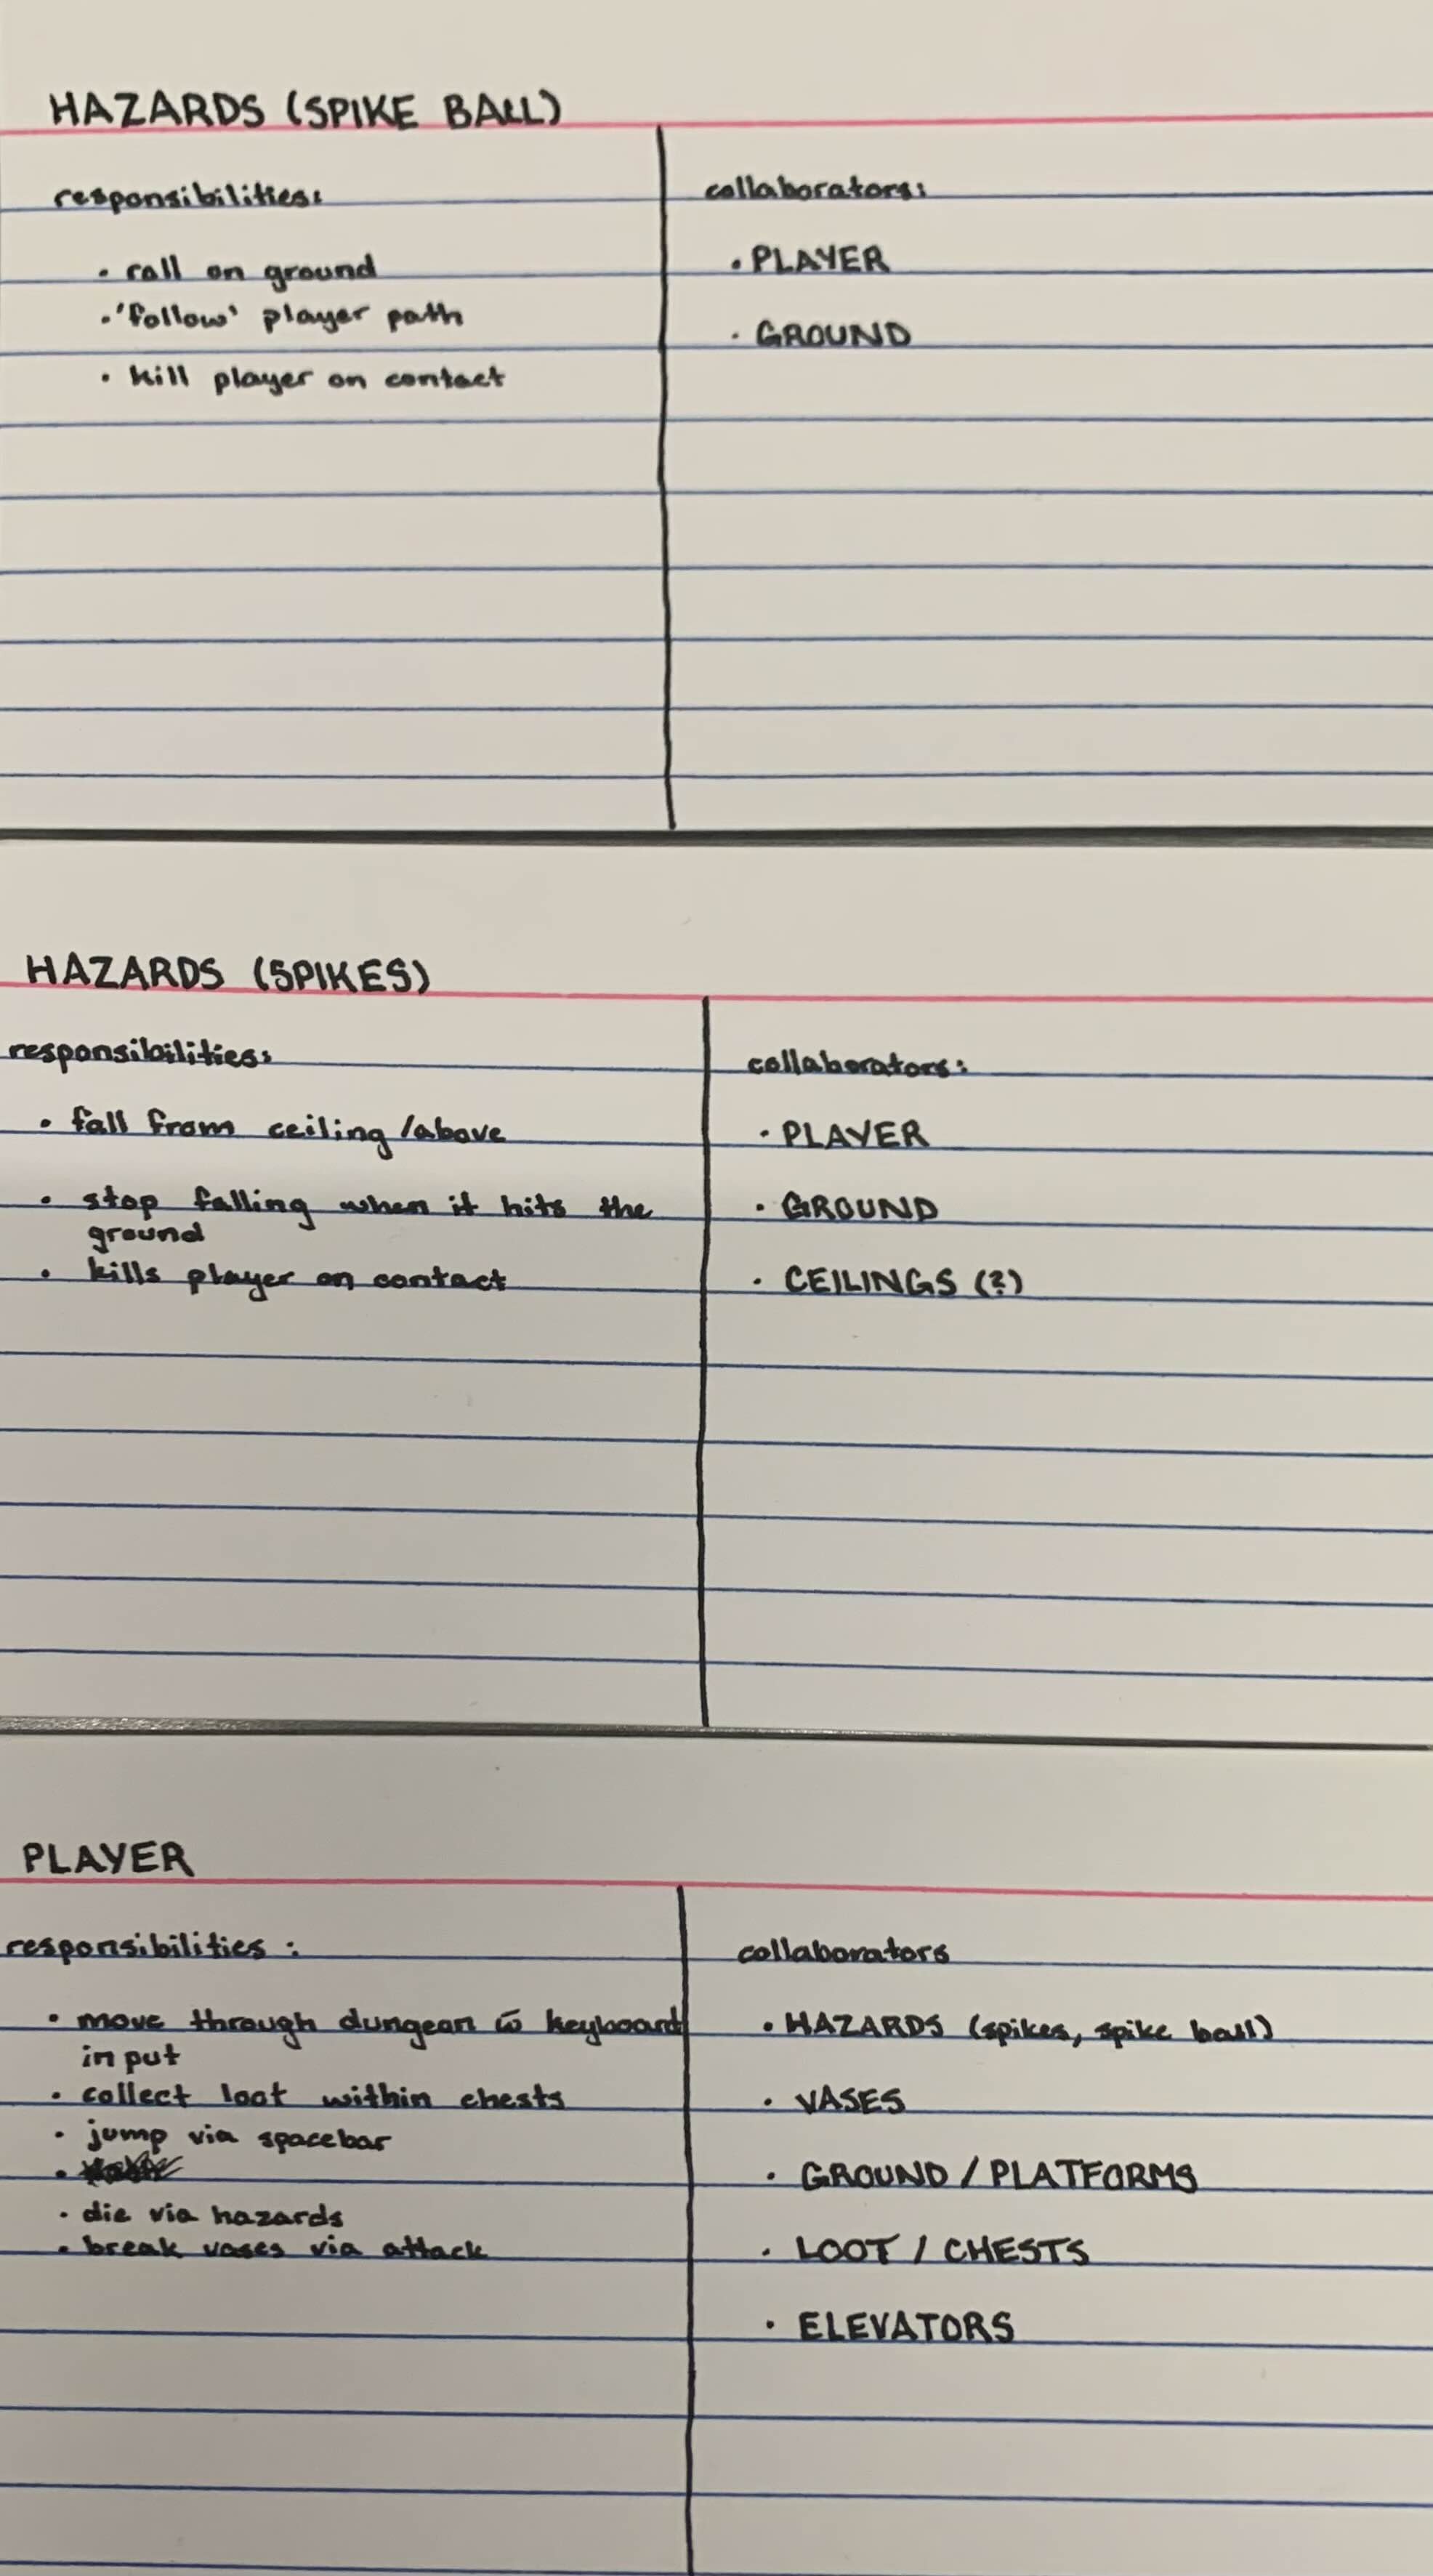 HAZARDS (SPIKE BALL)
responsibilities:
• roll on ground
• 'follow' player path
• kill player on contact
collaborators:
• PLAYER
• GROUND
HAZARDS (SPIKES)
responsibilities:
• fall from ceiling/above
• stop falling when it hits the
ground
• kills player on contact
collaborators:
• PLAYER
• GROUND
• CEILINGS (?)
PLAYER
responsibilities :
• move through dungeon w̄ keyboard
input
• collect loot within chests
• jump via spacebar
•
• die via hazards
• break vases via attack
collaborators
• HAZARDS (spikes, spike ball)
• VASES
• GROUND / PLATFORMS
• LOOT / CHESTS
• ELEVATORS